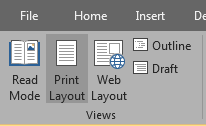 File Home Insert De
Read Mode
Print Layout
Web Layout
Outline
Draft
Views